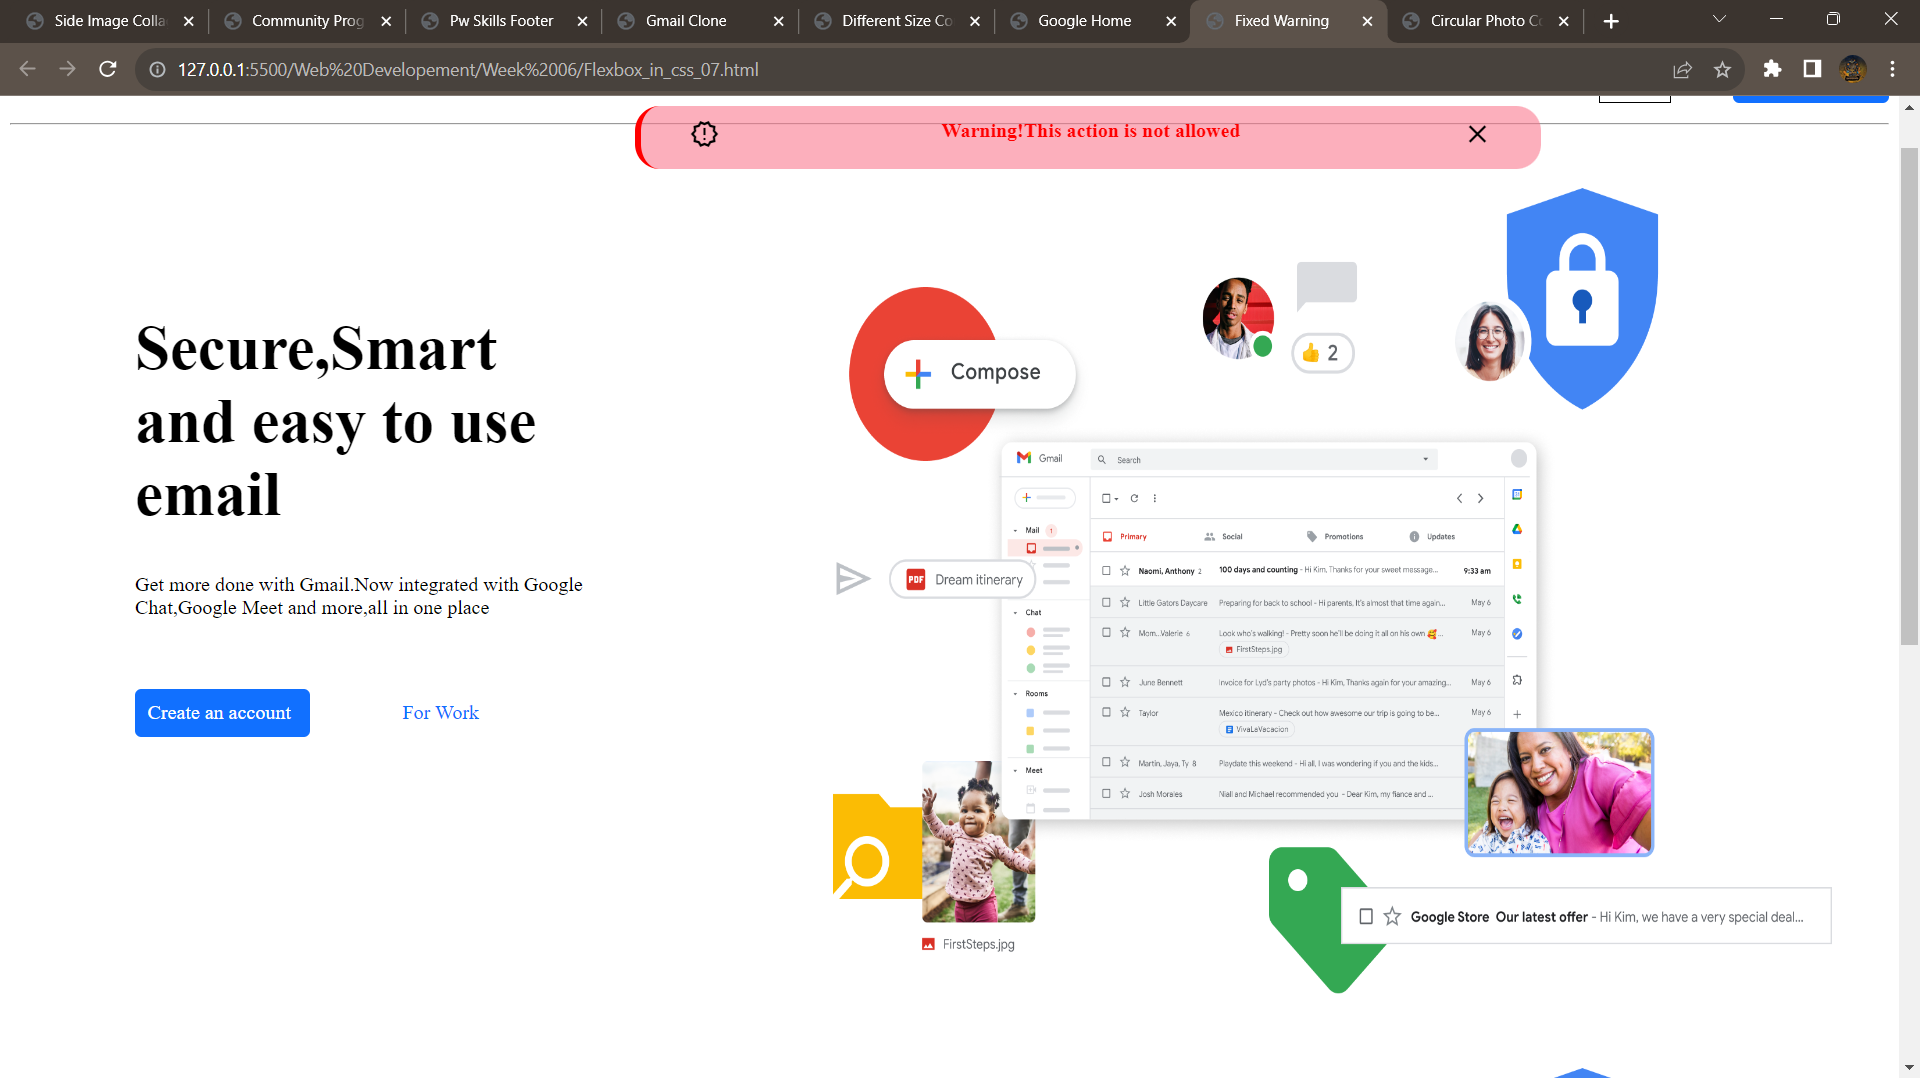 Side Image Colla
Community Prog
Pw Skills Footer
Gmail Clone
Different Size Co
Google Home
Fixed Warning
Circular Photo Co
127.0.0.1:5500/Web%20Developement/Week%2006/Flexbox_in_css_07.html
Warning!This action is not allowed
Secure,Smart
and easy to use
email
Get more done with Gmail.Now integrated with Google
Chat,Google Meet and more,all in one place
Create an account
For Work
Compose
2
Gmail
Search
Mail 1
Primary
Social
Promotions
Updates
Naomi, Anthony 2 100 days and counting - Hi Kim, Thanks for your sweet message... 9:33 am
PDF Dream itinerary
Little Gators Daycare Preparing for back to school - Hi parents, It's almost that time again... May 6
Chat
Mom...Valerie 6 Look who's walking! - Pretty soon he'll be doing it all on his own 🥰... May 6
FirstSteps.jpg
June Bennett Invoice for Lyd's party photos - Hi Kim, Thanks again for your amazing... May 6
Rooms
Taylor Mexico itinerary - Check out how awesome our trip is going to be... May 6
VivaLaVacacion
Martin, Jaya, Ty 8 Playdate this weekend - Hi all, I was wondering if you and the kids...
Meet
Josh Morales Niall and Michael recommended you - Dear Kim, my fiance and ...
Google Store Our latest offer - Hi Kim, we have a very special deal...
FirstSteps.jpg